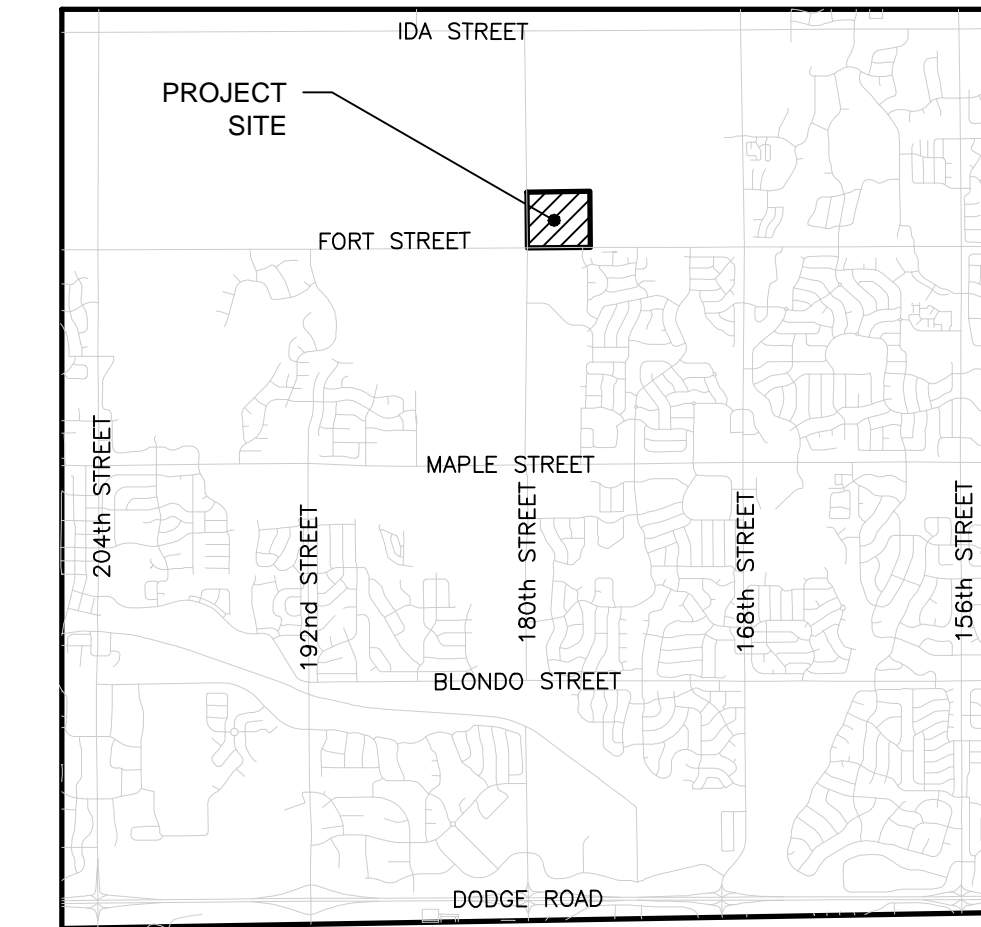 IDA STREET
PROJECT
SITE
FORT STREET
MAPLE STREET
204th STREET
192nd STREET
180th STREET
168th STREET
156th STREET
BLONDO STREET
DODGE ROAD